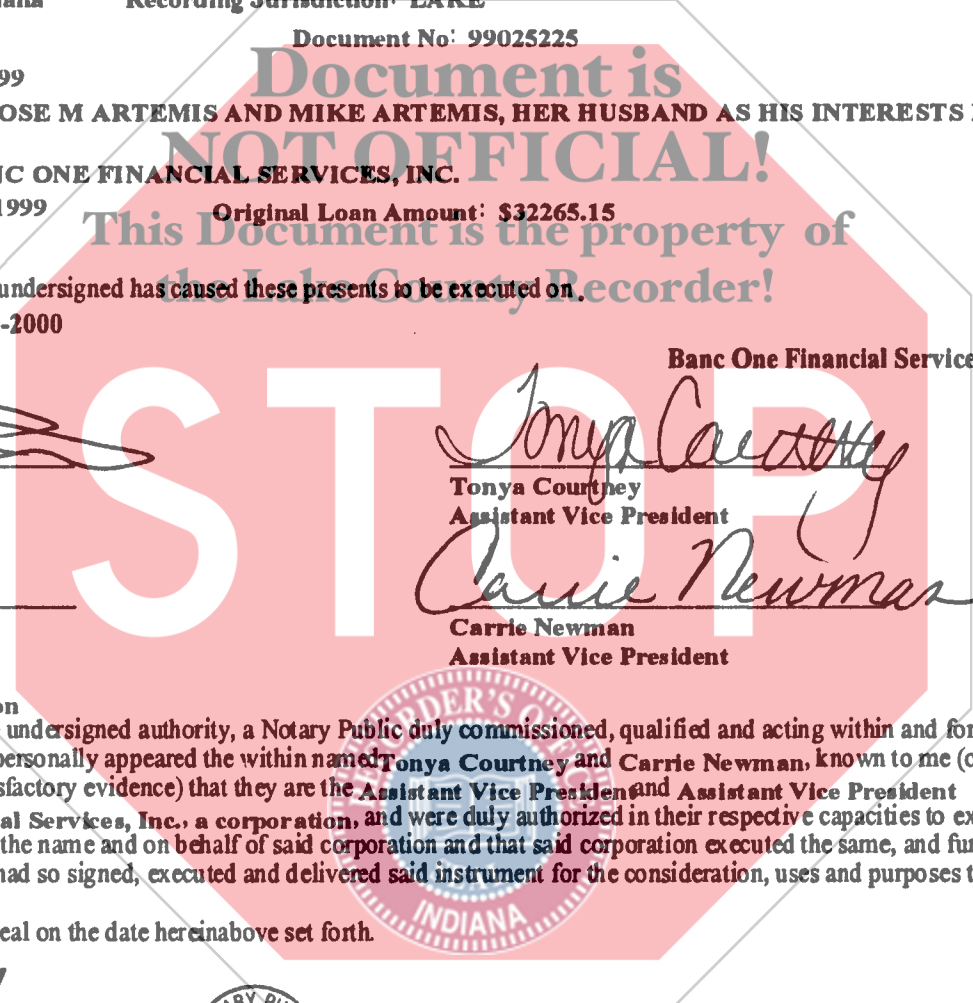 ana Recording Jurisdiction: LAKE
Document No: 99025225
Document is
99
OSE M ARTEMIS AND MIKE ARTEMIS, HER HUSBAND AS HIS INTERESTS
NOT OFFICIAL!
NC ONE FINANCIAL SERVICES, INC.
1999 Original Loan Amount: $32265.15
This Document is the property of
the Lake County Recorder!
undersigned has caused these presents to be executed on.
-2000
Banc One Financial Service
STOP
Tonya Courtney
Tonya Courtney
Assistant Vice President
Carrie Newman
Carrie Newman
Assistant Vice President
on
undersigned authority, a Notary Public duly commissioned, qualified and acting within and for
personally appeared the within named Tonya Courtney and Carrie Newman, known to me (o
sfactory evidence) that they are the Assistant Vice President and Assistant Vice President
al Services, Inc., a corporation, and were duly authorized in their respective capacities to ex
the name and on behalf of said corporation and that said corporation executed the same, and fu
had so signed, executed and delivered said instrument for the consideration, uses and purposes t
RECORDER'S OFFICE
INDIANA
eal on the date hereinabove set forth.